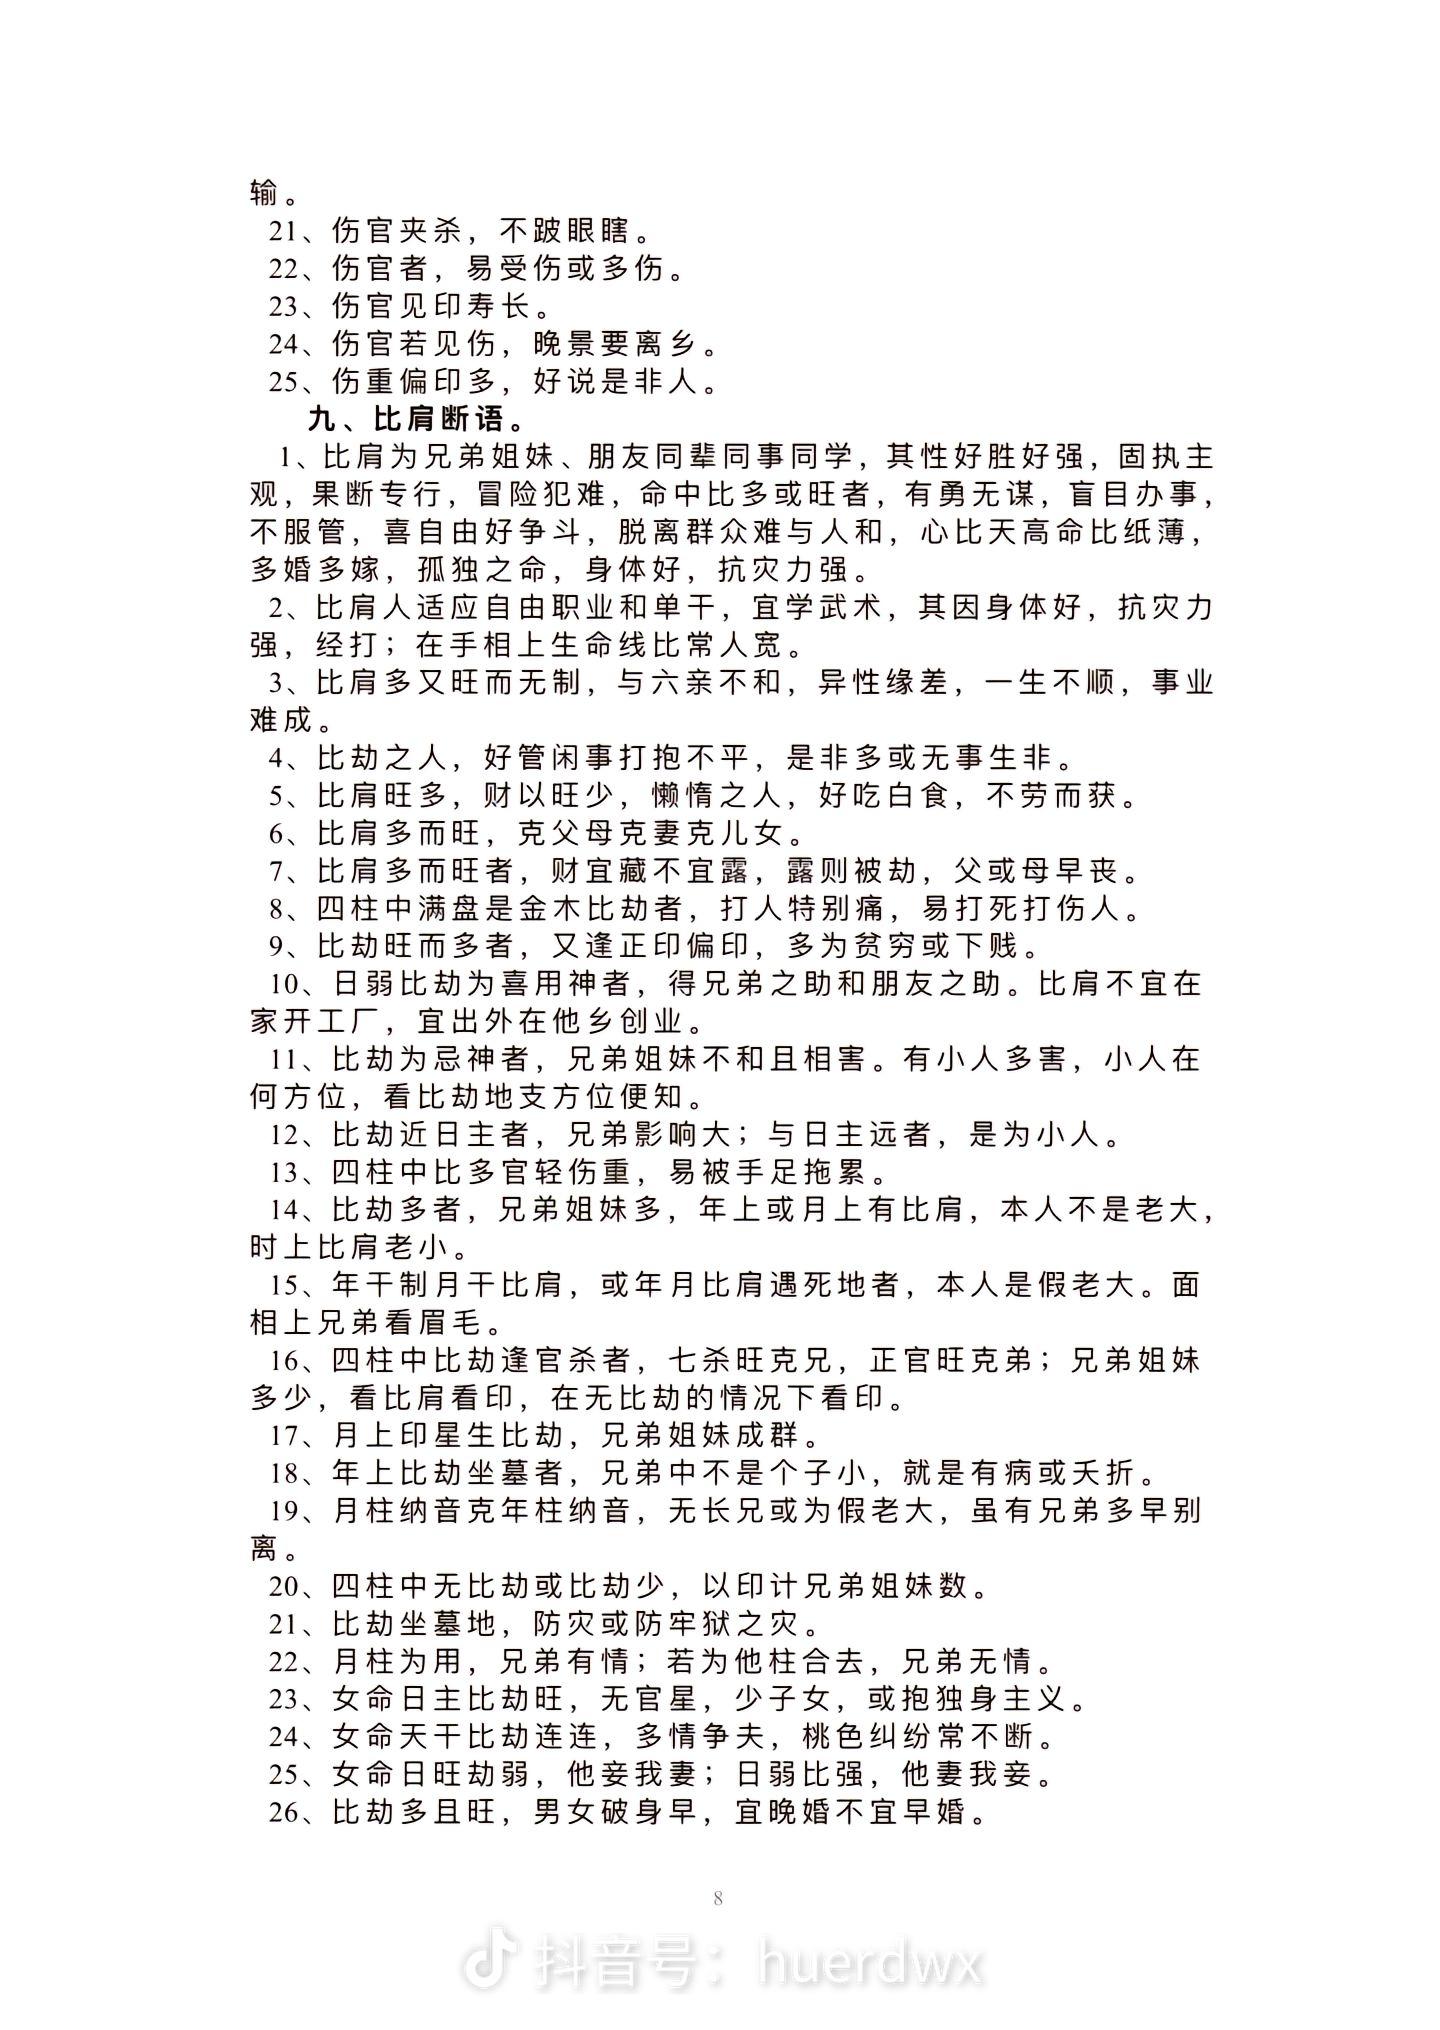 输。
21、伤官夹杀，不跛眼瞎。
22、伤官者，易受伤或多伤。
23、伤官见印寿长。
24、伤官若见伤，晚景要离乡。
25、伤重偏印多，好说是非人。
九、比肩断语。
1、比肩为兄弟姐妹、朋友同辈同事同学，其性好胜好强，固执主
观，果断专行，冒险犯难，命中比多或旺者，有勇无谋，盲目办事，
不服管，喜自由好争斗，脱离群众难与人和，心比天高命比纸薄，
多婚多嫁，孤独之命，身体好，抗灾力强。
2、比肩人适应自由职业和单干，宜学武术，其因身体好，抗灾力
强，经打；在手相上生命线比常人宽。
3、比肩多又旺而无制，与六亲不和，异性缘差，一生不顺，事业
难成。
4、比劫之人，好管闲事打抱不平，是非多或无事生非。
5、比肩旺多，财以旺少，懒惰之人，好吃白食，不劳而获。
6、比肩多而旺，克父母克妻克儿女。
7、比肩多而旺者，财宜藏不宜露，露则被劫，父或母早丧。
8、四柱中满盘是金木比劫者，打人特别痛，易打死打伤人。
9、比劫旺而多者，又逢正印偏印，多为贫穷或下贱。
10、日弱比劫为喜用神者，得兄弟之助和朋友之助。比肩不宜在
家开工厂，宜出外在他乡创业。
11、比劫为忌神者，兄弟姐妹不和且相害。有小人多害，小人在
何方位，看比劫地支方位便知。
12、比劫近日主者，兄弟影响大；与日主远者，是为小人。
13、四柱中比多官轻伤重，易被手足拖累。
14、比劫多者，兄弟姐妹多，年上或月上有比肩，本人不是老大，
时上比肩老小。
15、年干制月干比肩，或年月比肩遇死地者，本人是假老大。面
相上兄弟看眉毛。
16、四柱中比劫逢官杀者，七杀旺克兄，正官旺克弟；兄弟姐妹
多少，看比肩看印，在无比劫的情况下看印。
17、月上印星生比劫，兄弟姐妹成群。
18、年上比劫坐墓者，兄弟中不是个子小，就是有病或夭折。
19、月柱纳音克年柱纳音，无长兄或为假老大，虽有兄弟多早别
离。
20、四柱中无比劫或比劫少，以印计兄弟姐妹数。
21、比劫坐墓地，防灾或防牢狱之灾。
22、月柱为用，兄弟有情；若为他柱合去，兄弟无情。
23、女命日主比劫旺，无官星，少子女，或抱独身主义。
24、女命天干比劫连连，多情争夫，桃色纠纷常不断。
25、女命日旺劫弱，他妾我妻；日弱比强，他妻我妾。
26、比劫多且旺，男女破身早，宜晚婚不宜早婚。
8
抖音号：huerdwx